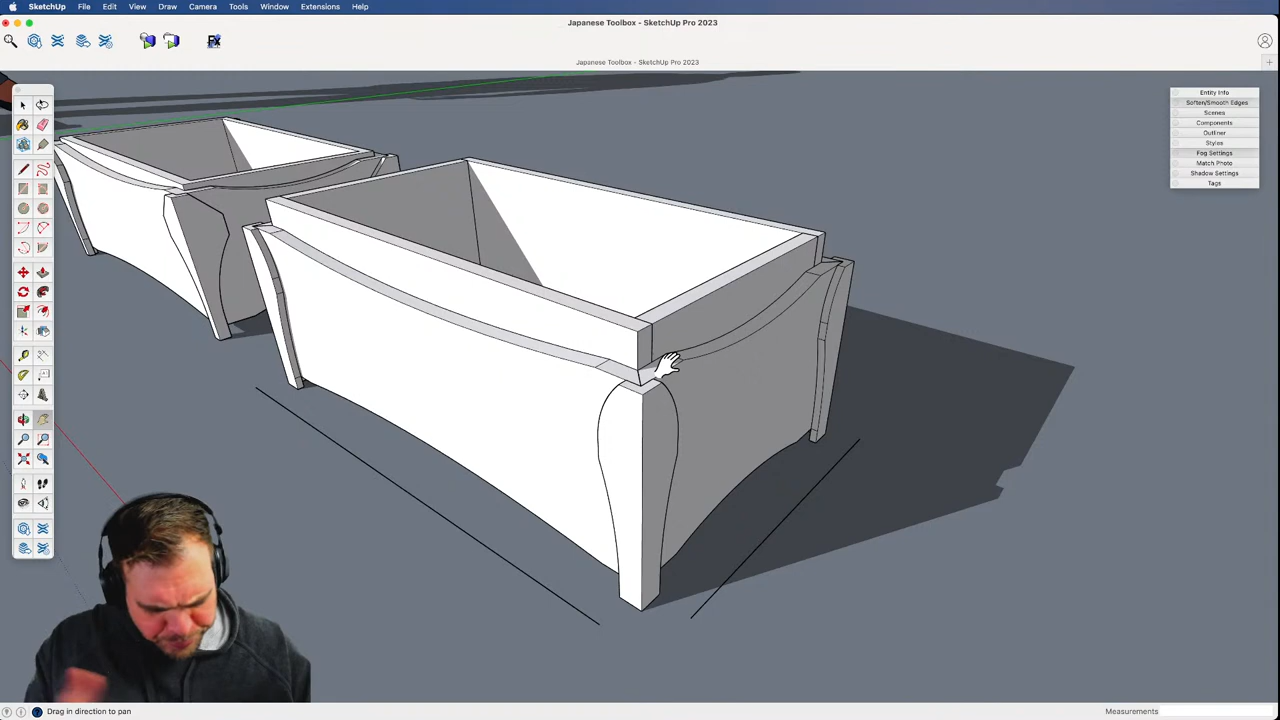 SketchUp File Edit View Draw Camera Tools Window Extensions Help
Japanese Toolbox - SketchUp Pro 2023
Japanese Toolbox - SketchUp Pro 2023
Entity Info
Soften/Smooth Edges
Scenes
Components
Outliner
Styles
Fog Settings
Match Photo
Shadow Settings
Tags
Drag in direction to pan
Measurements